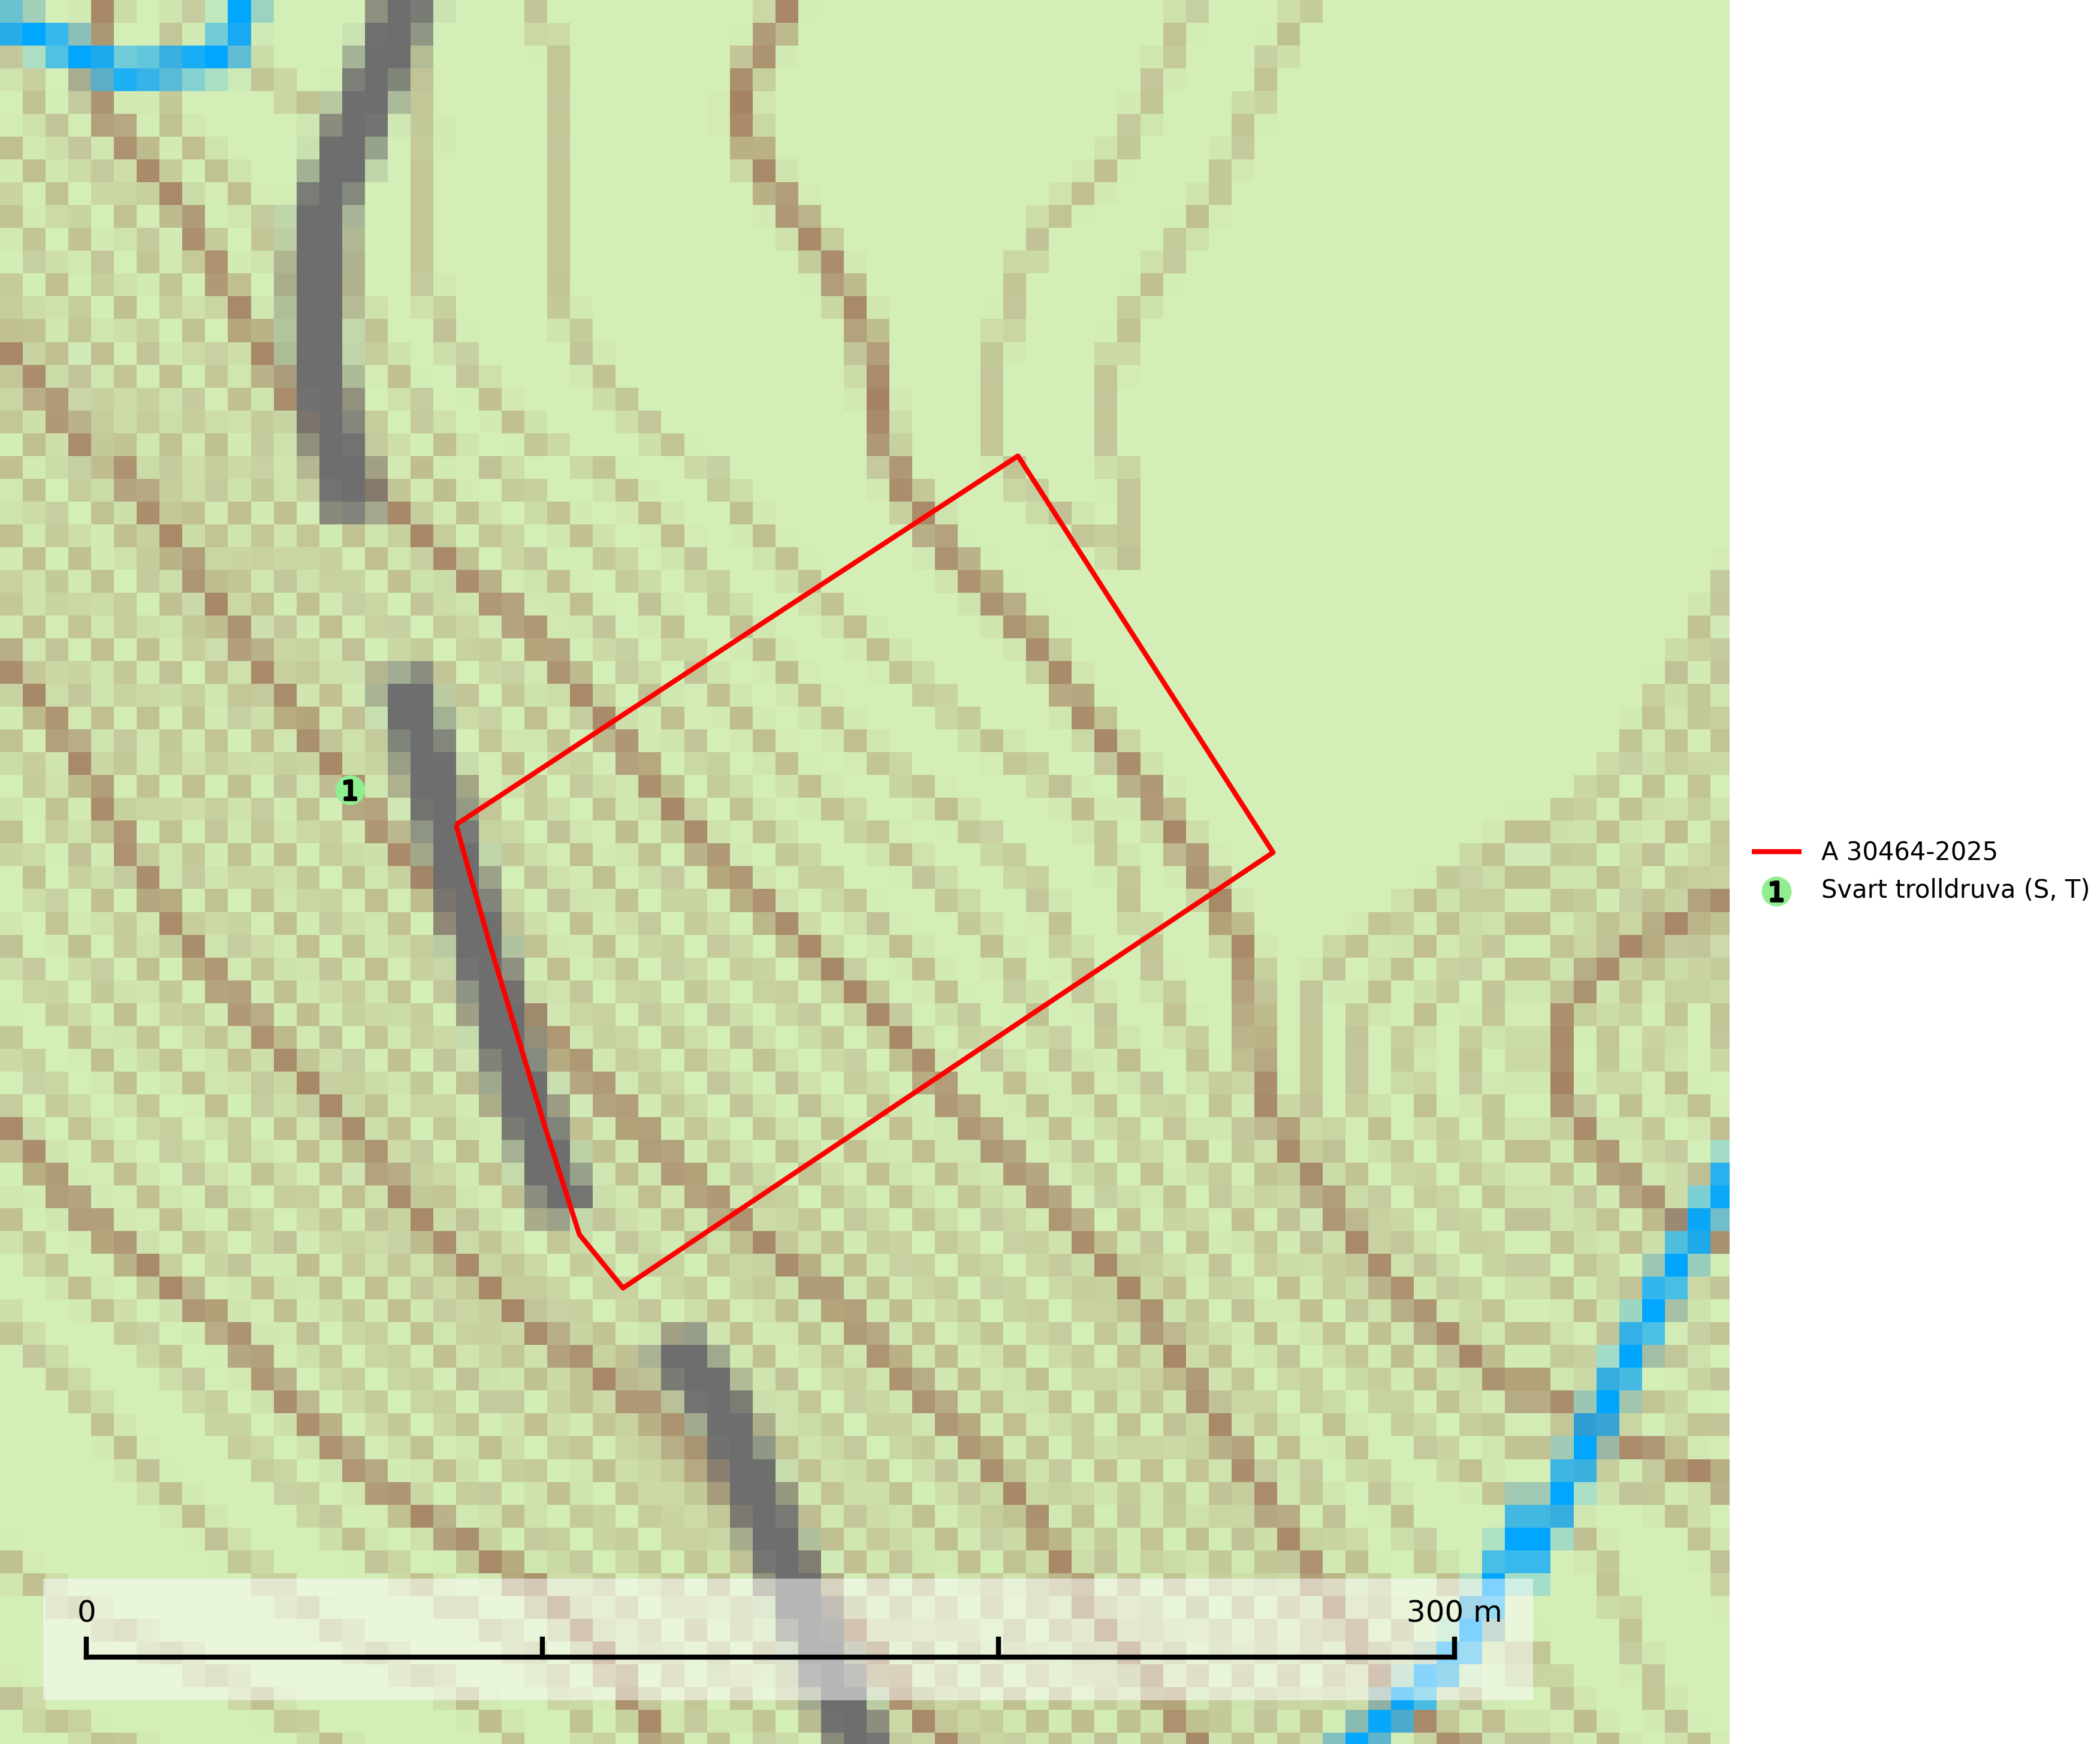 1
A 30464-2025
1 Svart trolldruva (S, T)
0 300 m